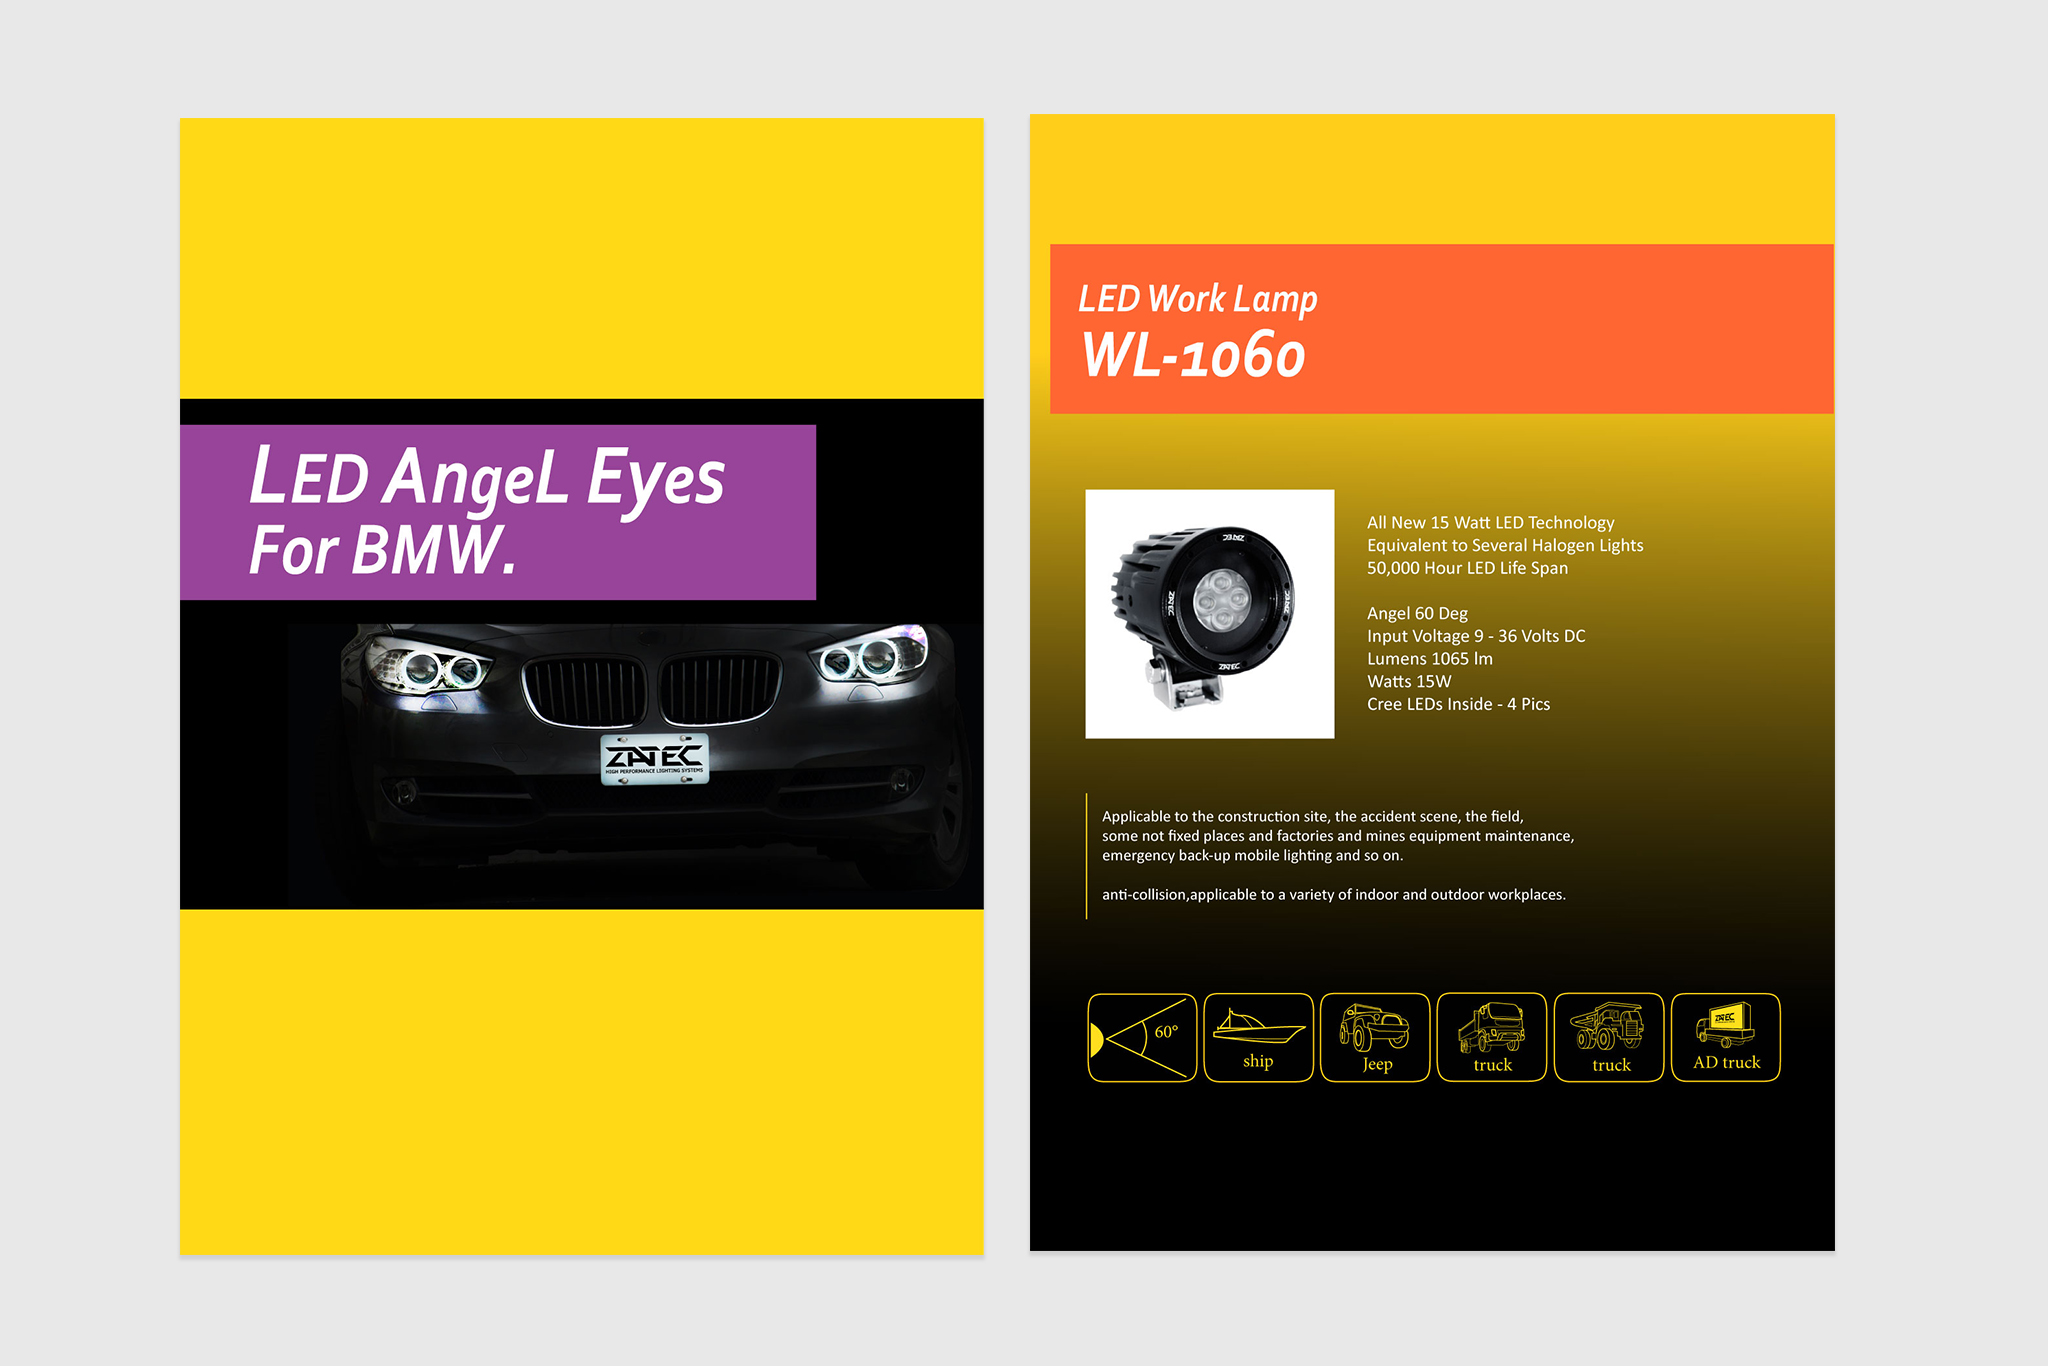 LED AngeL Eyes
For BMW.
ZATEC
HIGH PERFORMANCE LIGHTING SYSTEMS
LED Work Lamp
WL-1060
ZATEC
ZATEC
ZATEC
ZATEC
All New 15 Watt LED Technology
Equivalent to Several Halogen Lights
50,000 Hour LED Life Span
Angel 60 Deg
Input Voltage 9 - 36 Volts DC
Lumens 1065 lm
Watts 15W
Cree LEDs Inside - 4 Pics
Applicable to the construction site, the accident scene, the field,
some not fixed places and factories and mines equipment maintenance,
emergency back-up mobile lighting and so on.
anti-collision,applicable to a variety of indoor and outdoor workplaces.
60°
ship
Jeep
truck
truck
ZATEC
AD truck